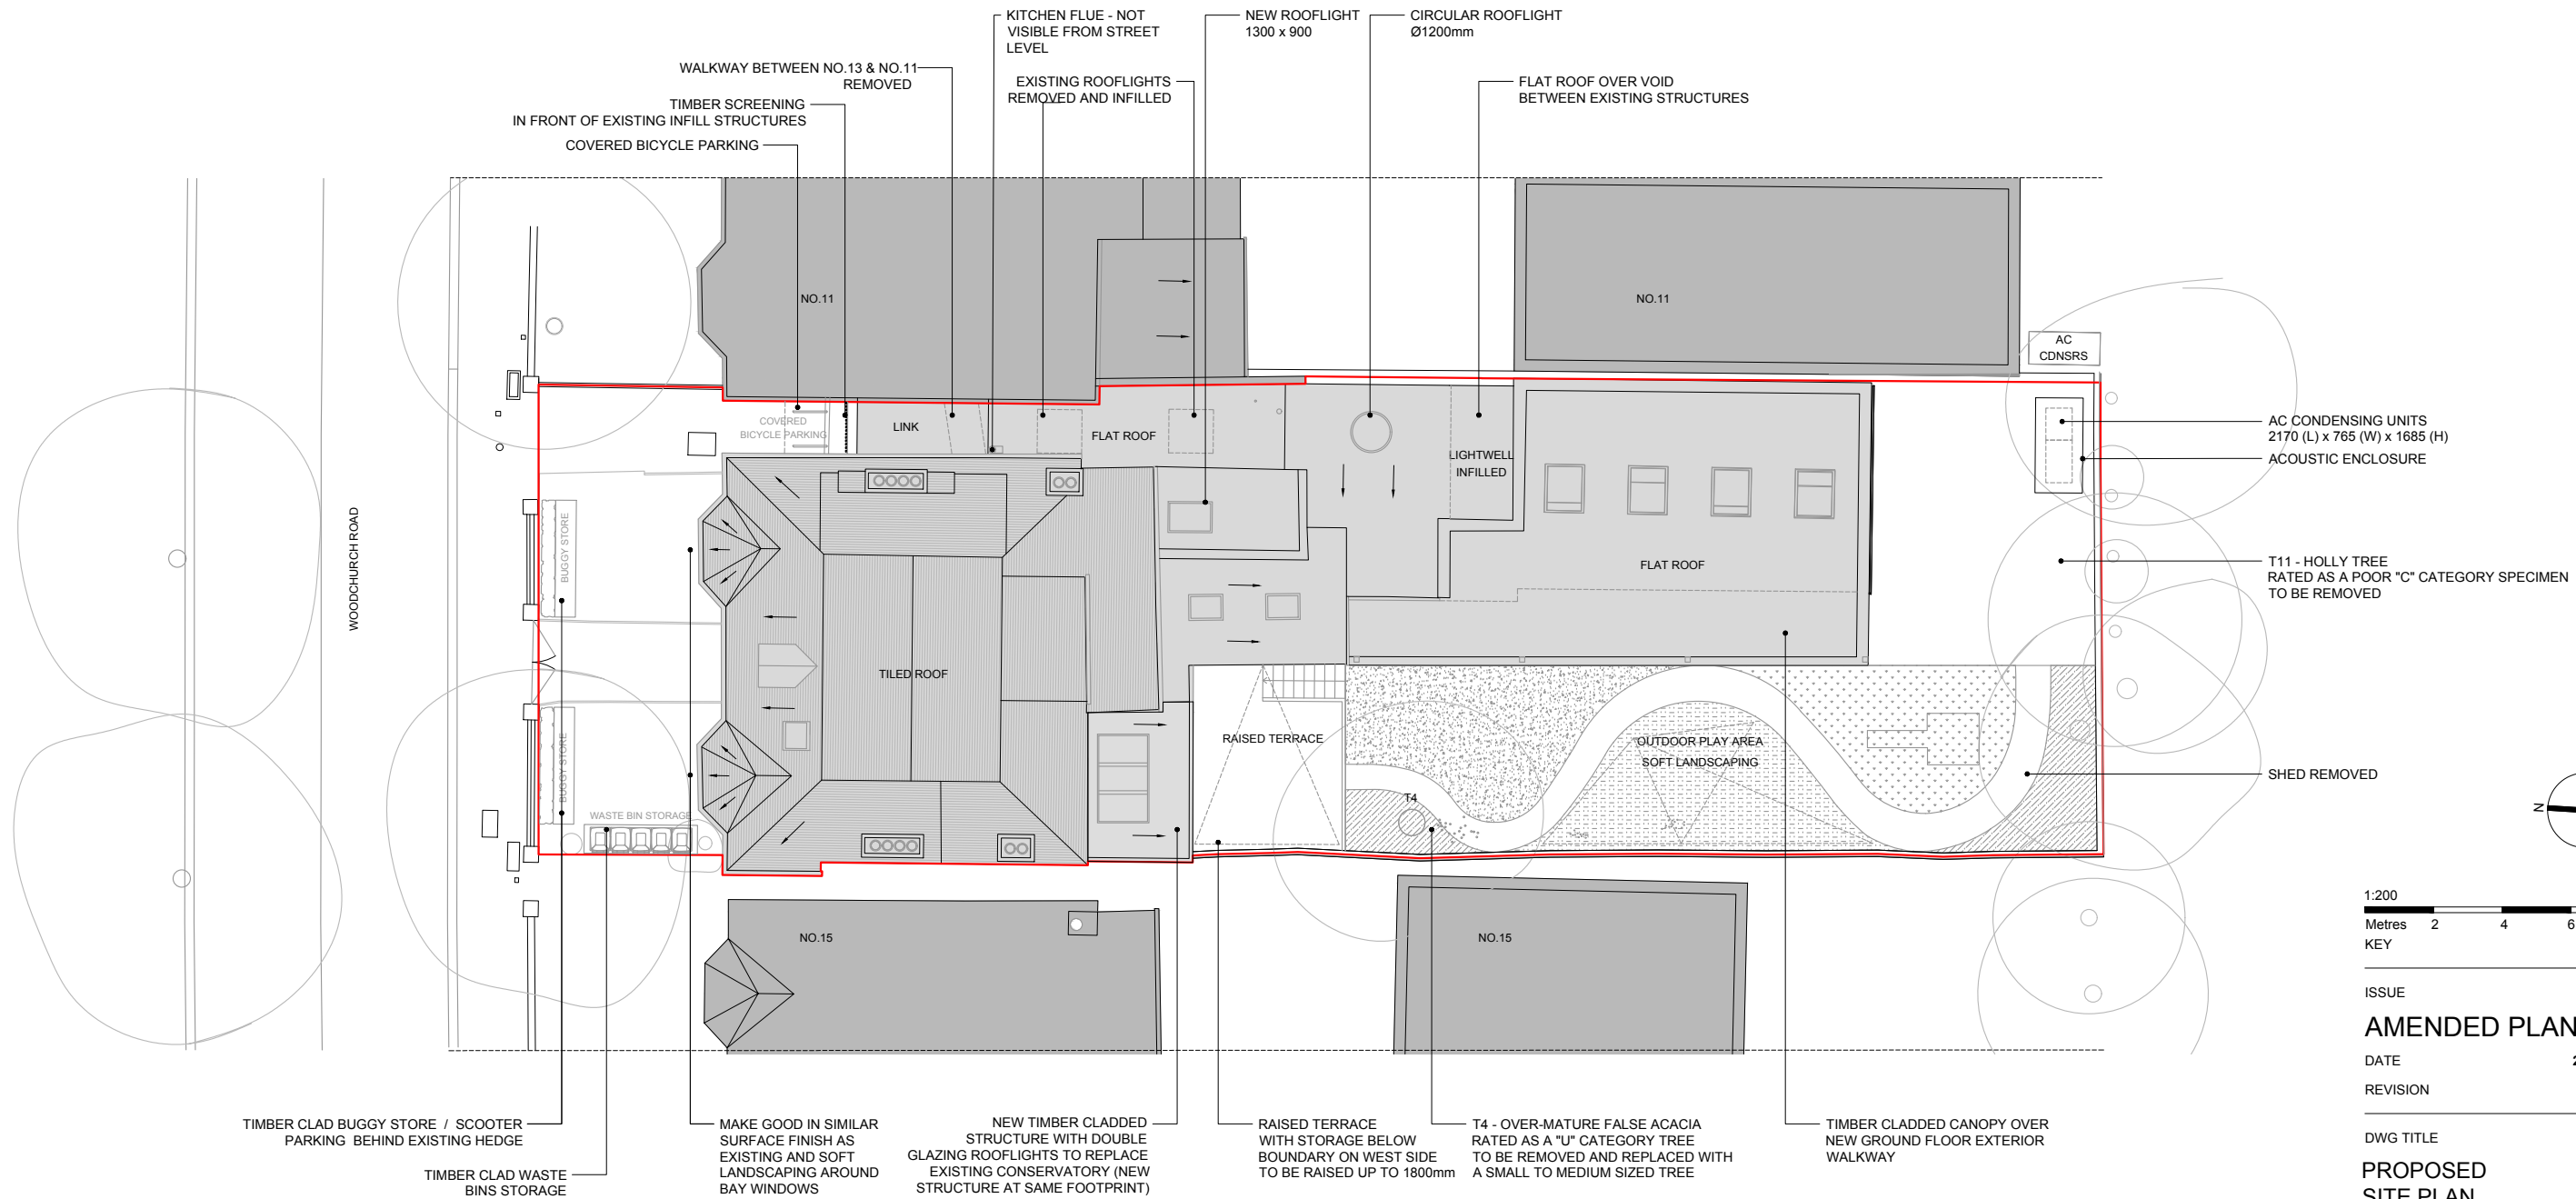 KITCHEN FLUE - NOT
VISIBLE FROM STREET
LEVEL
NEW ROOFLIGHT
1300 x 900
CIRCULAR ROOFLIGHT
Ø1200mm
WALKWAY BETWEEN NO.13 & NO.11
REMOVED
EXISTING ROOFLIGHTS
REMOVED AND INFILLED
FLAT ROOF OVER VOID
BETWEEN EXISTING STRUCTURES
TIMBER SCREENING
IN FRONT OF EXISTING INFILL STRUCTURES
COVERED BICYCLE PARKING
NO.11
NO.11
AC
CDNSRS
COVERED
BICYCLE PARKING
LINK
FLAT ROOF
LIGHTWELL
INFILLED
AC CONDENSING UNITS
2170 (L) x 765 (W) x 1685 (H)
ACOUSTIC ENCLOSURE
WOODCHURCH ROAD
BUGGY STORE
FLAT ROOF
T11 - HOLLY TREE
RATED AS A POOR "C" CATEGORY SPECIMEN
TO BE REMOVED
TILED ROOF
RAISED TERRACE
OUTDOOR PLAY AREA
SOFT LANDSCAPING
BUGGY STORE
T4
SHED REMOVED
WASTE BIN STORAGE
N
NO.15
NO.15
1:200
Metres 2 4 6
KEY
ISSUE
AMENDED PLAN
DATE 2
REVISION
DWG TITLE
PROPOSED
SITE PLAN
TIMBER CLAD BUGGY STORE / SCOOTER
PARKING BEHIND EXISTING HEDGE
TIMBER CLAD WASTE
BINS STORAGE
MAKE GOOD IN SIMILAR
SURFACE FINISH AS
EXISTING AND SOFT
LANDSCAPING AROUND
BAY WINDOWS
NEW TIMBER CLADDED
STRUCTURE WITH DOUBLE
GLAZING ROOFLIGHTS TO REPLACE
EXISTING CONSERVATORY (NEW
STRUCTURE AT SAME FOOTPRINT)
RAISED TERRACE
WITH STORAGE BELOW
BOUNDARY ON WEST SIDE
TO BE RAISED UP TO 1800mm
T4 - OVER-MATURE FALSE ACACIA
RATED AS A "U" CATEGORY TREE
TO BE REMOVED AND REPLACED WITH
A SMALL TO MEDIUM SIZED TREE
TIMBER CLADDED CANOPY OVER
NEW GROUND FLOOR EXTERIOR
WALKWAY